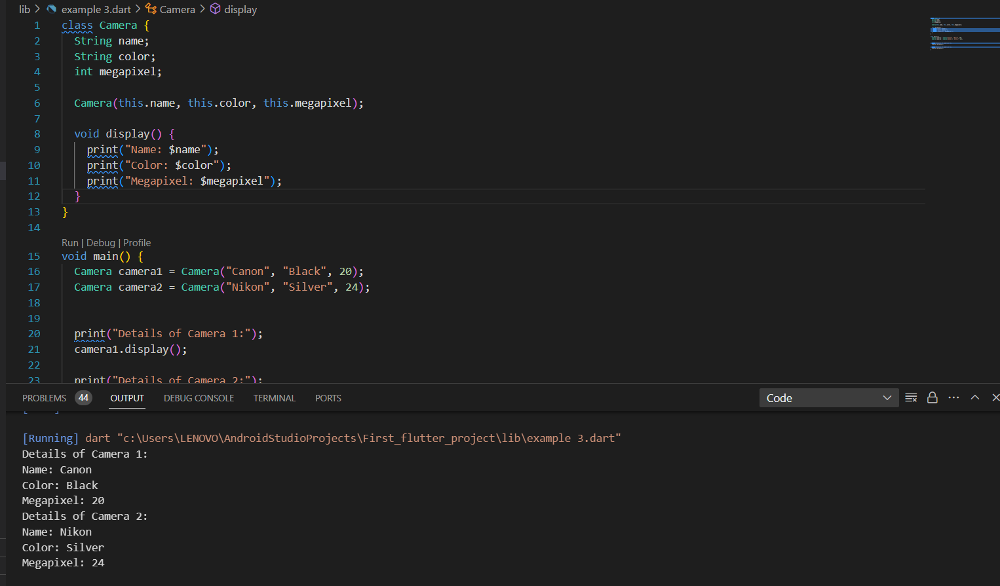 lib > example 3.dart > Camera > display
1 class Camera {
2 String name;
3 String color;
4 int megapixel;
5
6 Camera(this.name, this.color, this.megapixel);
7
8 void display() {
9 print("Name: $name");
10 print("Color: $color");
11 print("Megapixel: $megapixel");
12 }
13 }
14
Run | Debug | Profile
15 void main() {
16 Camera camera1 = Camera("Canon", "Black", 20);
17 Camera camera2 = Camera("Nikon", "Silver", 24);
18
19
20 print("Details of Camera 1:");
21 camera1.display();
22
23 print("Details of Camera 2:");
PROBLEMS 44 OUTPUT DEBUG CONSOLE TERMINAL PORTS Code
[Running] dart "c:\Users\LENOVO\AndroidStudioProjects\First_flutter_project\lib\example 3.dart"
Details of Camera 1:
Name: Canon
Color: Black
Megapixel: 20
Details of Camera 2:
Name: Nikon
Color: Silver
Megapixel: 24